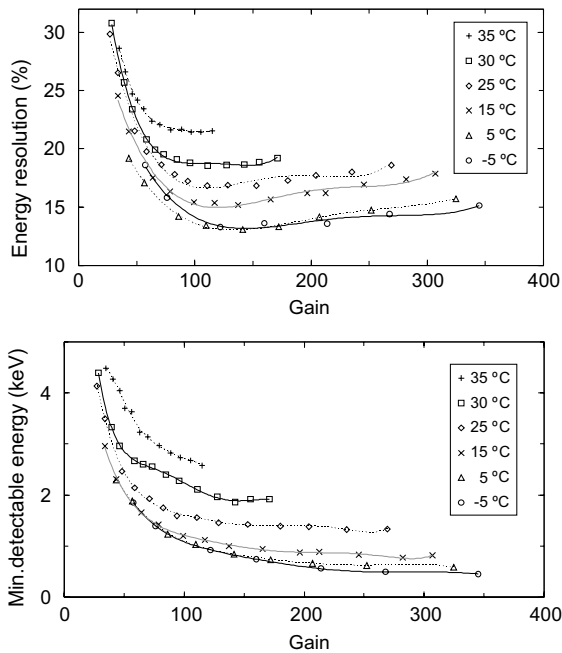 30
25
20
15
10
Energy resolution (%)
35 ºC
30 ºC
25 ºC
15 ºC
5 ºC
-5 ºC
0 100 200 300 400
Gain
4
2
0
Min.detectable energy (keV)
35 ºC
30 ºC
25 ºC
15 ºC
5 ºC
-5 ºC
0 100 200 300 400
Gain